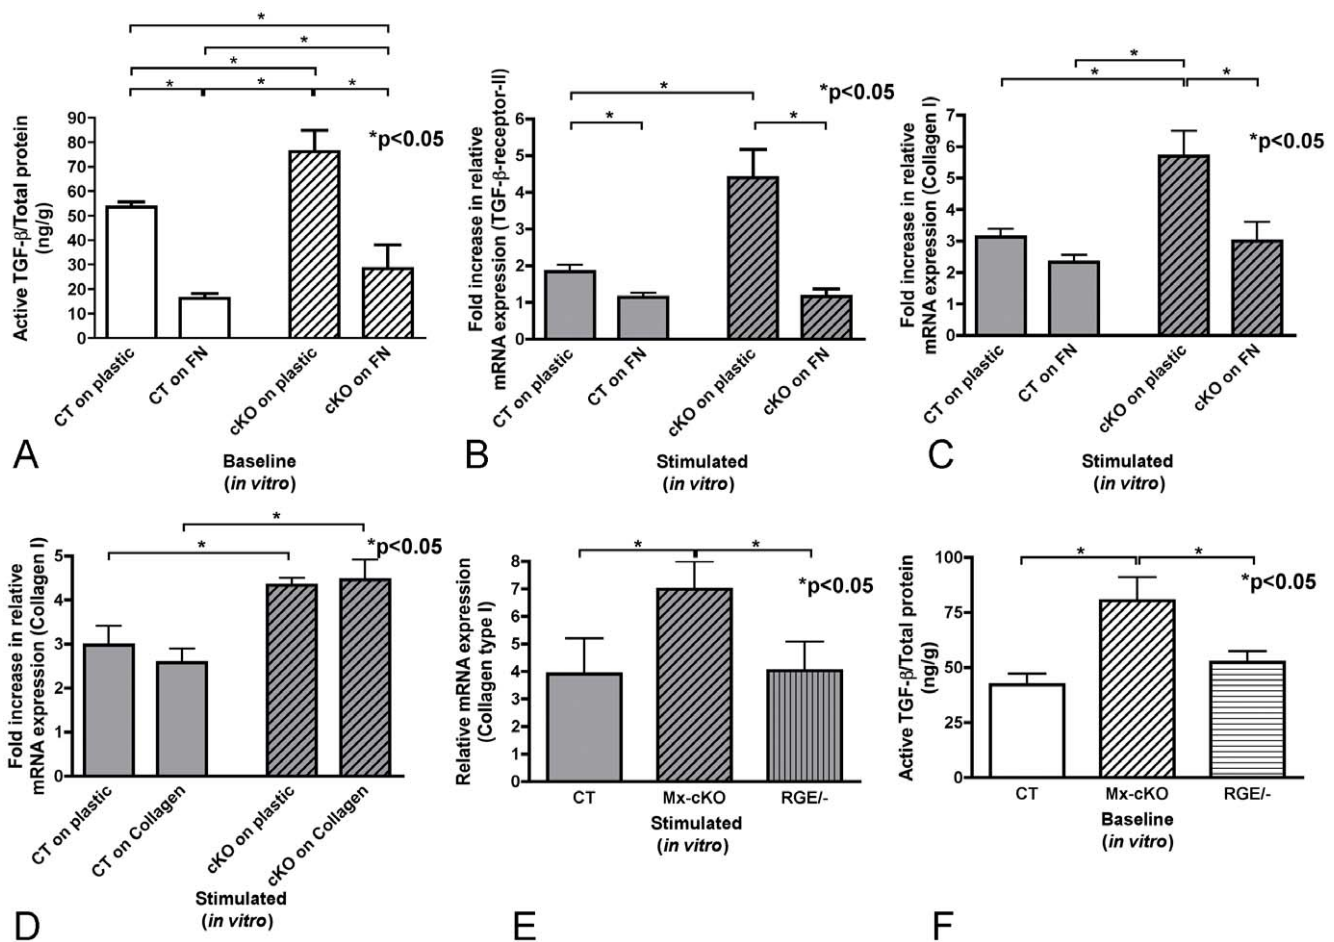 *
*
*
* * *
*p<0.05
Active TGF-β/Total protein
(ng/g)
90
80
70
60
50
40
30
20
10
0
CT on plastic
CT on FN
cKO on plastic
cKO on FN
Baseline
(in vitro)
A
*
* *
*p<0.05
Fold increase in relative
mRNA expression (TGF-β-receptor-II)
6
5
4
3
2
1
0
CT on plastic
CT on FN
cKO on plastic
cKO on FN
Stimulated
(in vitro)
B
*
* *
*p<0.05
Fold increase in relative
mRNA expression (Collagen I)
7
6
5
4
3
2
1
0
CT on plastic
CT on FN
cKO on plastic
cKO on FN
Stimulated
(in vitro)
C
*
*
*p<0.05
Fold increase in relative
mRNA expression (Collagen I)
5
4
3
2
1
0
CT on plastic
CT on Collagen
cKO on plastic
cKO on Collagen
Stimulated
(in vitro)
D
* *
*p<0.05
Relative mRNA expression
(Collagen type I)
8
7
6
5
4
3
2
1
0
CT Mx-cKO RGE/-
Stimulated
(in vitro)
E
* *
*p<0.05
Active TGF-β/Total protein
(ng/g)
100
75
50
25
0
CT Mx-cKO RGE/-
Baseline
(in vitro)
F